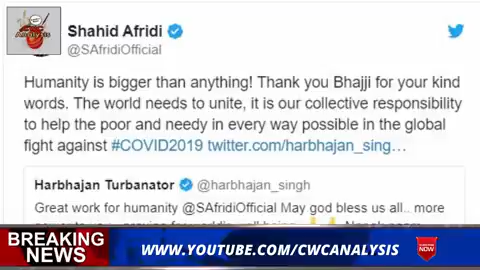 Analysis
Shahid Afridi
@SAfridiOfficial
Humanity is bigger than anything! Thank you Bhajji for your kind
words. The world needs to unite, it is our collective responsibility
to help the poor and needy in every way possible in the global
fight against #COVID2019 twitter.com/harbhajan_sing…
Harbhajan Turbanator @harbhajan_singh
Great work for humanity @SAfridiOfficial May god bless us all.. more
BREAKING
NEWS
WWW.YOUTUBE.COM/CWCANALYSIS
SUBSCRIBE
NOW